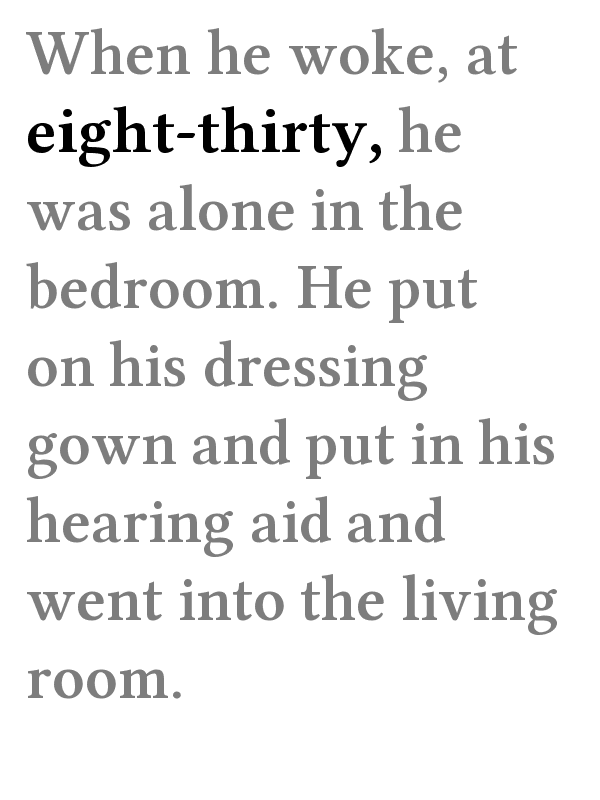 When he woke, at
eight-thirty, he
was alone in the
bedroom. He put
on his dressing
gown and put in his
hearing aid and
went into the living
room.